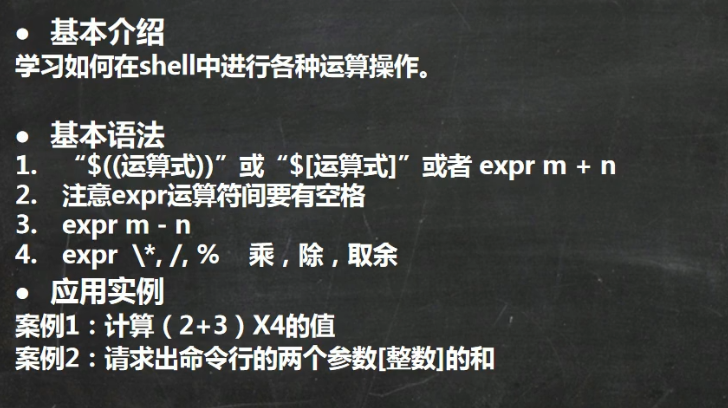 ● 基本介绍
学习如何在shell中进行各种运算操作。
● 基本语法
1. “$((运算式))”或“$[运算式]”或者 expr m + n
2. 注意expr运算符间要有空格
3. expr m - n
4. expr \*, /, % 乘，除，取余
● 应用实例
案例1：计算（2+3）X4的值
案例2：请求出命令行的两个参数[整数]的和